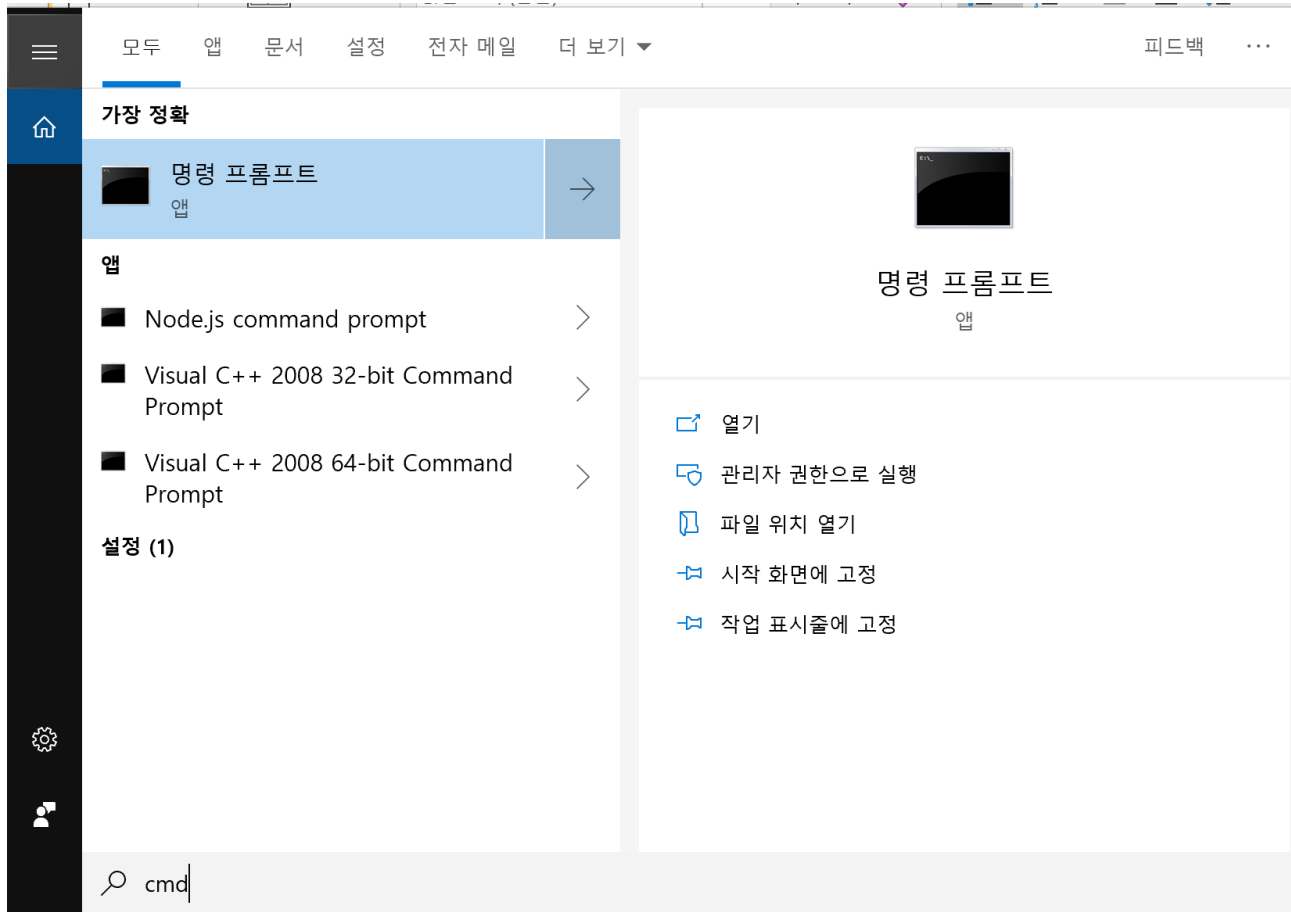 모두
앱
문서
설정
전자 메일
더 보기
피드백
가장 정확
명령 프롬프트
앱
앱
Node.js command prompt
Visual C++ 2008 32-bit Command
Prompt
Visual C++ 2008 64-bit Command
Prompt
설정 (1)
명령 프롬프트
앱
열기
관리자 권한으로 실행
파일 위치 열기
시작 화면에 고정
작업 표시줄에 고정
cmd